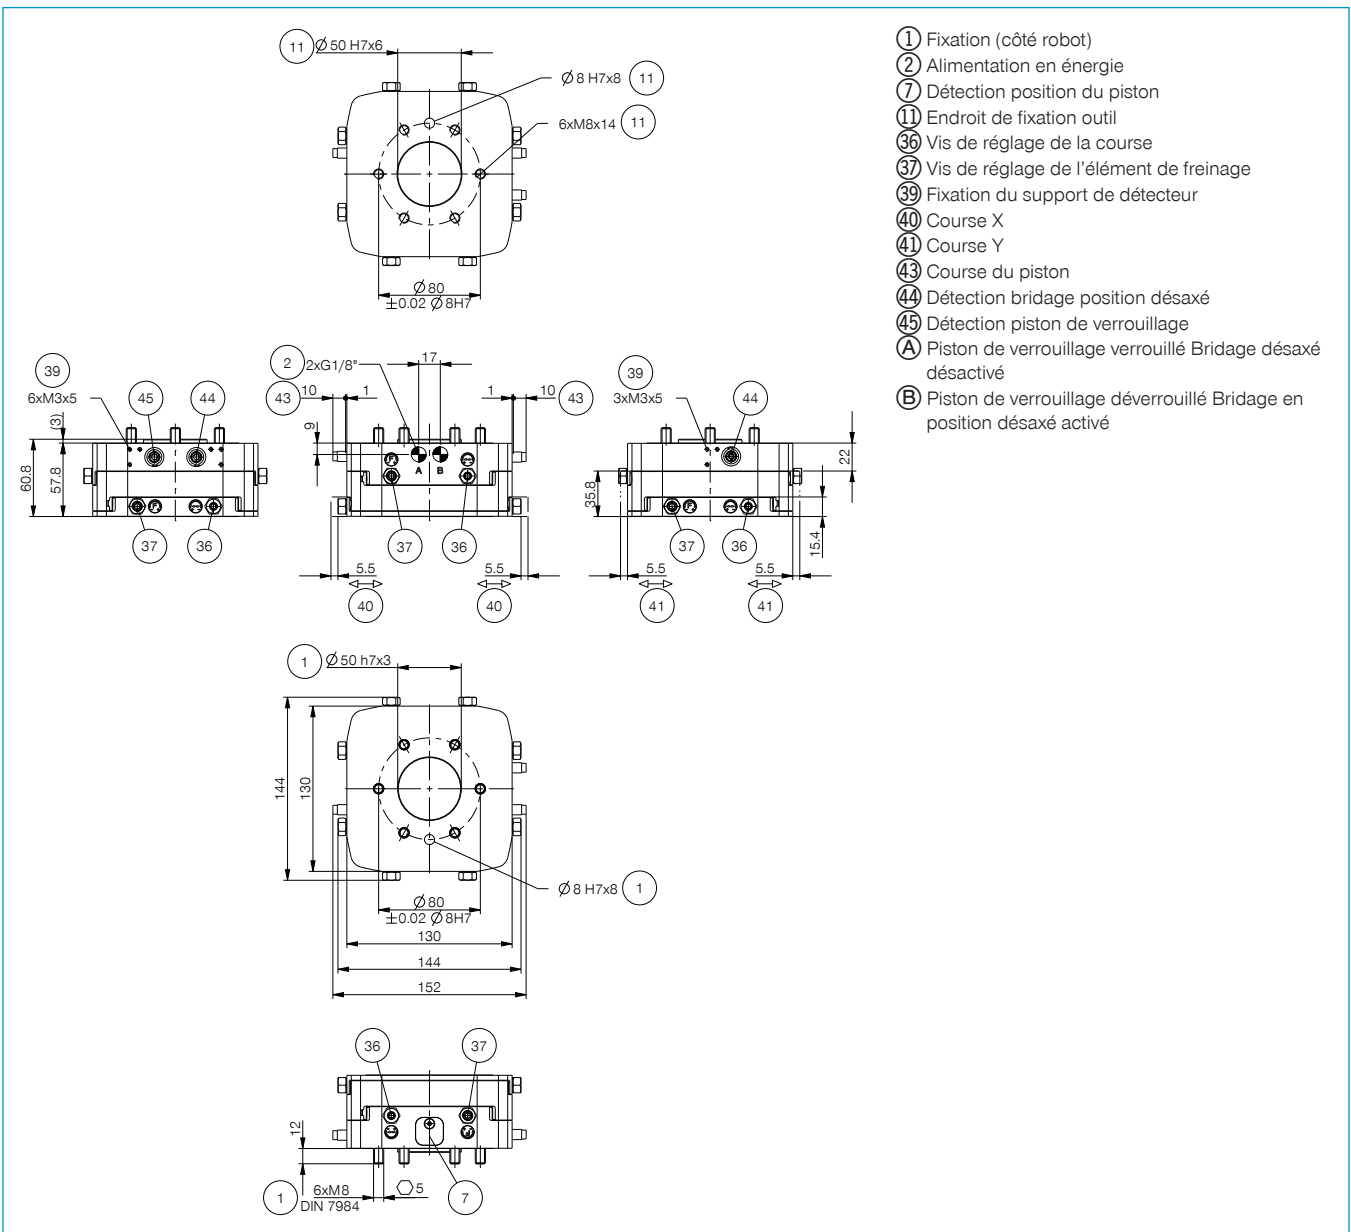 11 Ø 50 H7x6
Ø 8 H7x8 11
6xM8x14 11
Ø 80
±0.02 Ø 8H7
1 Fixation (côté robot)
2 Alimentation en énergie
7 Détection position du piston
11 Endroit de fixation outil
36 Vis de réglage de la course
37 Vis de réglage de l'élément de freinage
39 Fixation du support de détecteur
40 Course X
41 Course Y
43 Course du piston
44 Détection bridage position désaxé
45 Détection piston de verrouillage
A Piston de verrouillage verrouillé Bridage désaxé
désactivé
B Piston de verrouillage déverrouillé Bridage en
position désaxé activé
39
6xM3x5
45
44
(3)
60.8
57.8
37
36
2 2xG1/8"
17
43
10
1
1
10
43
9
A B
37
36
5.5
5.5
40
40
39
3xM3x5
44
22
35.8
15.4
37
36
5.5
5.5
41
41
1 Ø 50 h7x3
144
130
Ø 8 H7x8 1
Ø 80
±0.02 Ø 8H7
130
144
152
36
37
12
1
6xM8
DIN 7984
5
7